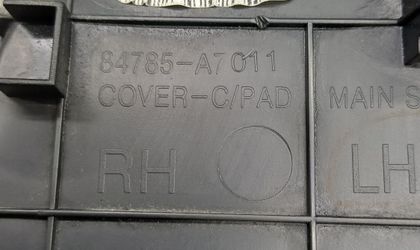 84785-A7011
COVER-C/PAD MAIN S
RH LH